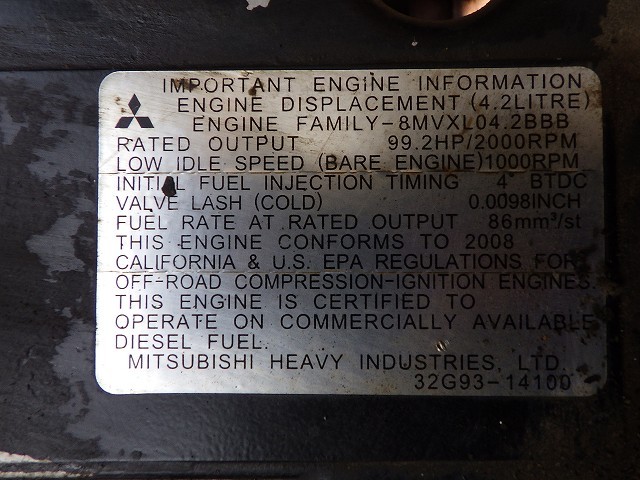 IMPORTANT ENGINE INFORMATION
ENGINE DISPLACEMENT (4.2LITRE)
ENGINE FAMILY-8MVXL04.2BBB
RATED OUTPUT 99.2HP/2000RPM
LOW IDLE SPEED (BARE ENGINE)1000RPM
INITIAL FUEL INJECTION TIMING 4° BTDC
VALVE LASH (COLD) 0.0098INCH
FUEL RATE AT RATED OUTPUT 86mm³/st
THIS ENGINE CONFORMS TO 2008
CALIFORNIA & U.S. EPA REGULATIONS FOR
OFF-ROAD COMPRESSION-IGNITION ENGINES.
THIS ENGINE IS CERTIFIED TO
OPERATE ON COMMERCIALLY AVAILABLE
DIESEL FUEL.
MITSUBISHI HEAVY INDUSTRIES, LTD.
32G93-14100